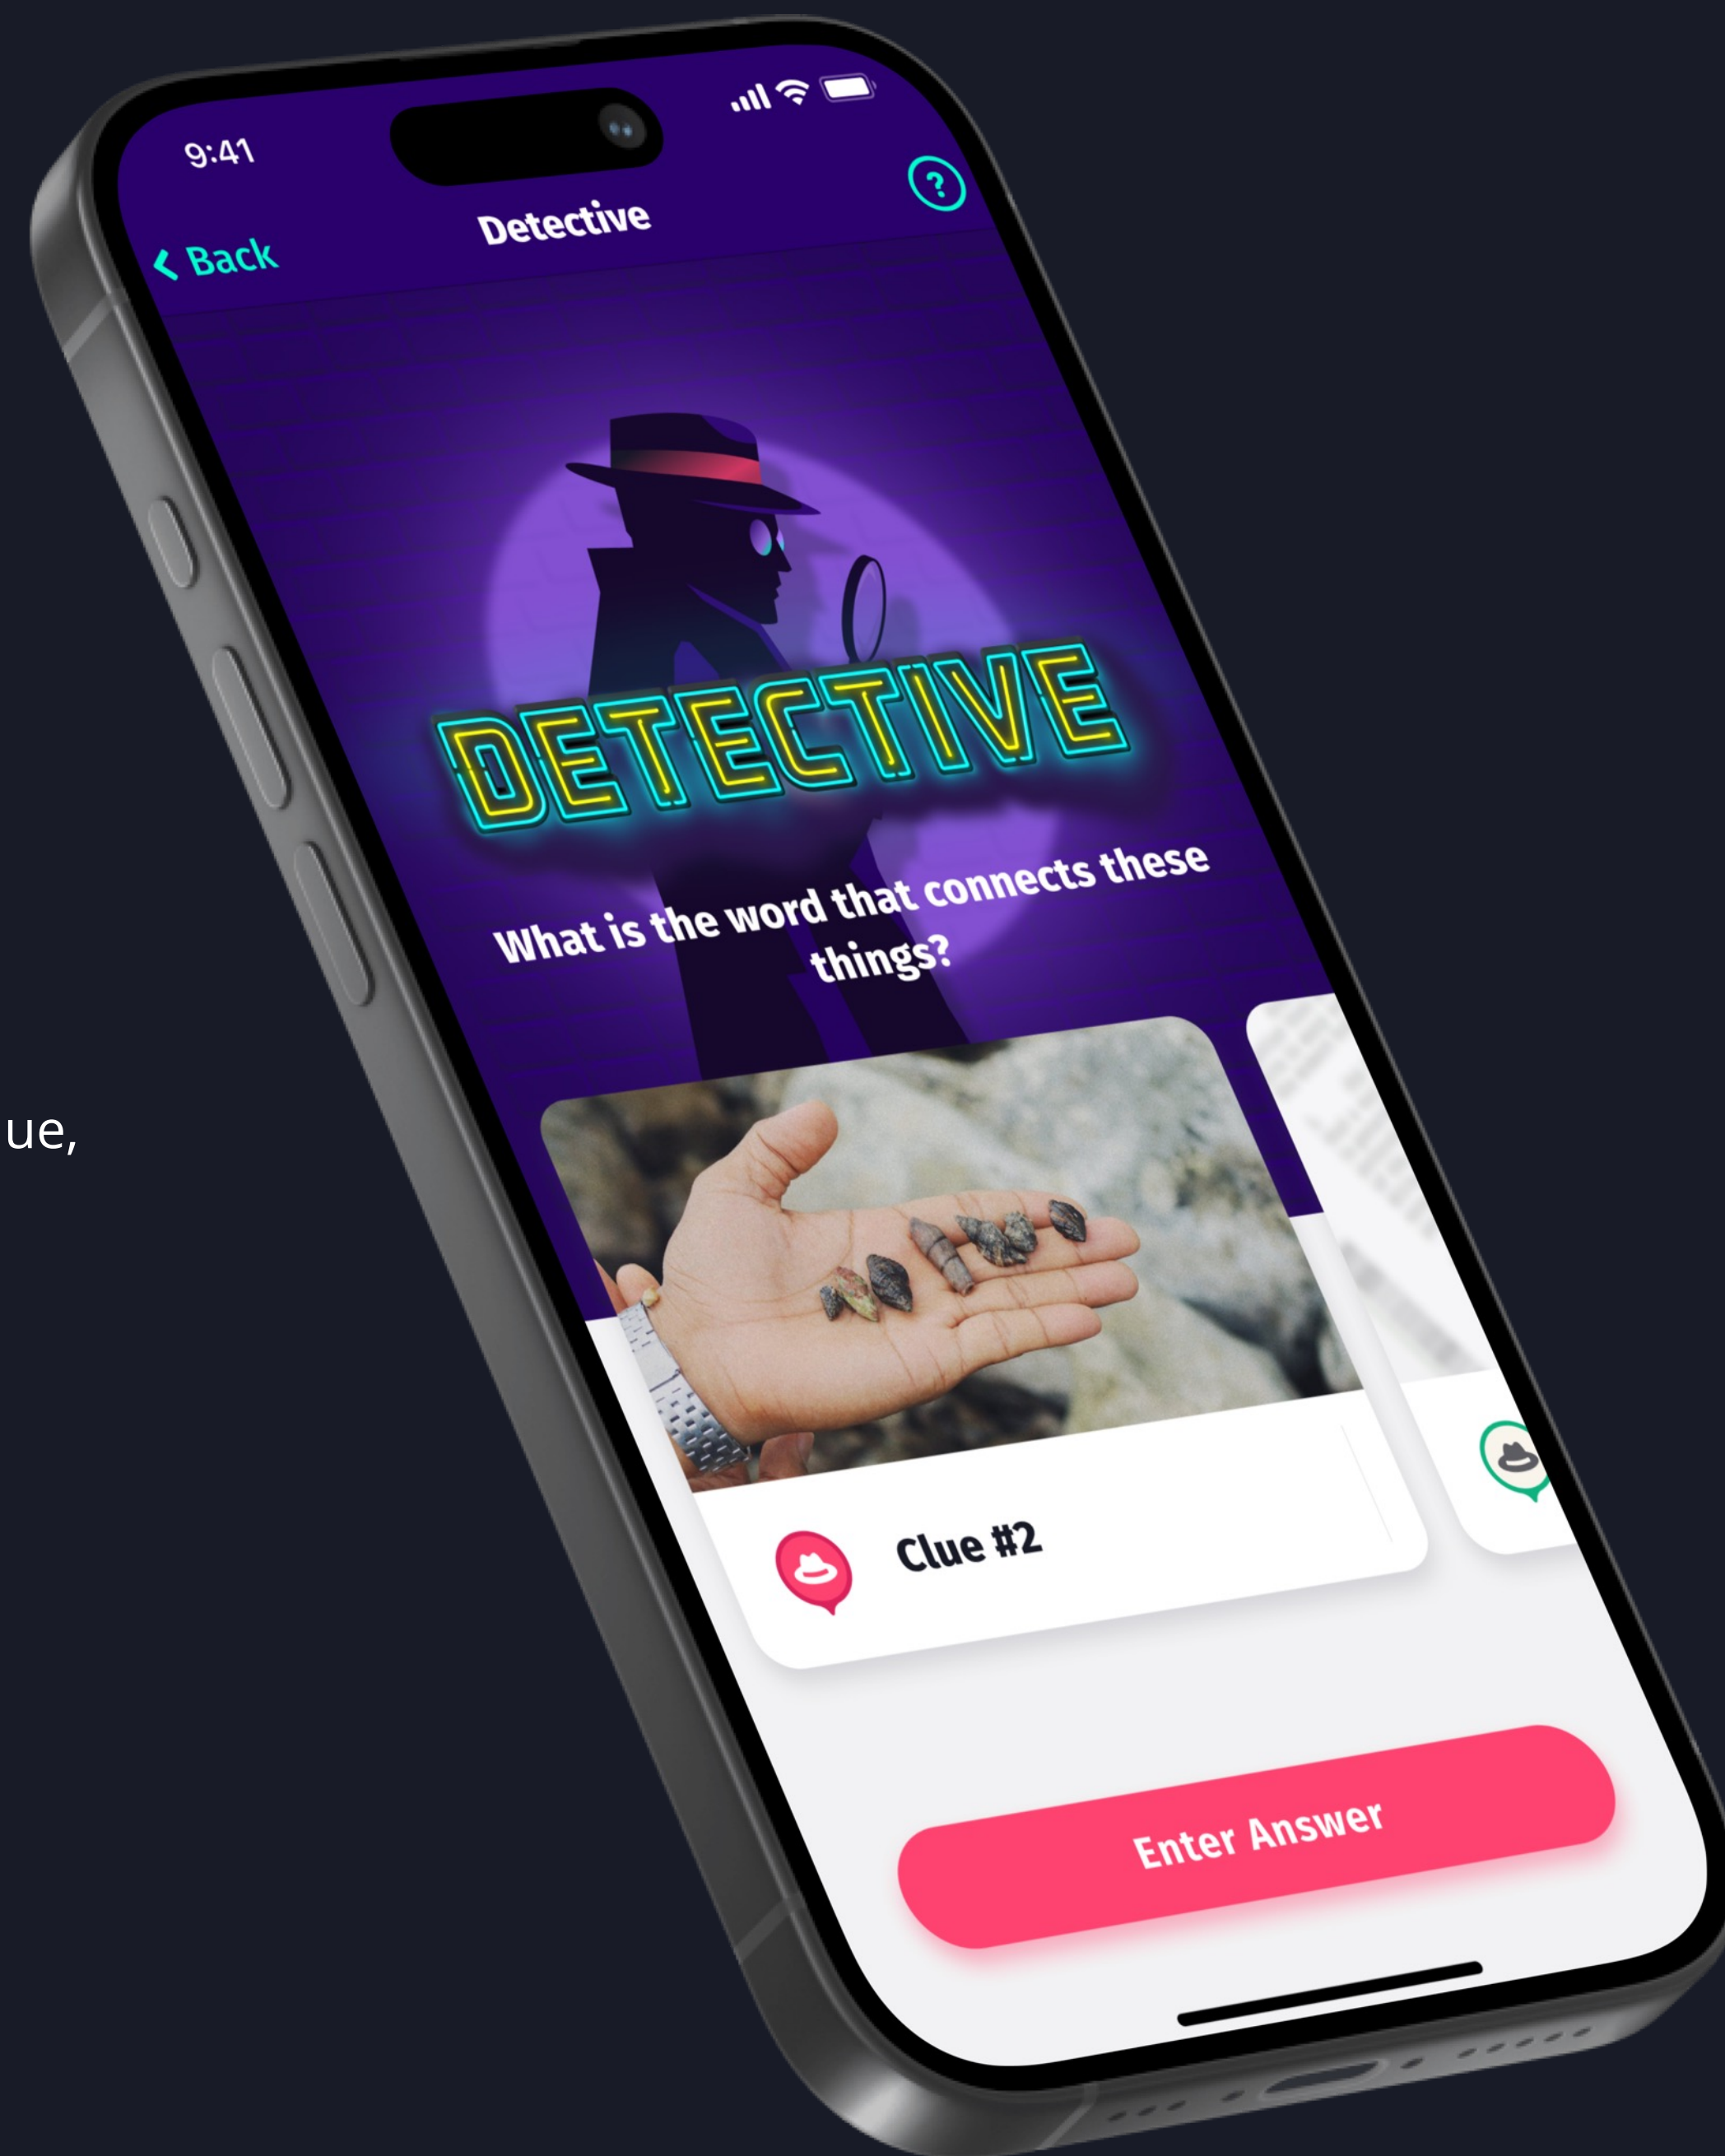 9:41
Back
Detective
?
DETECTIVE
What is the word that connects these
things?
ue,
Clue #2
Enter Answer